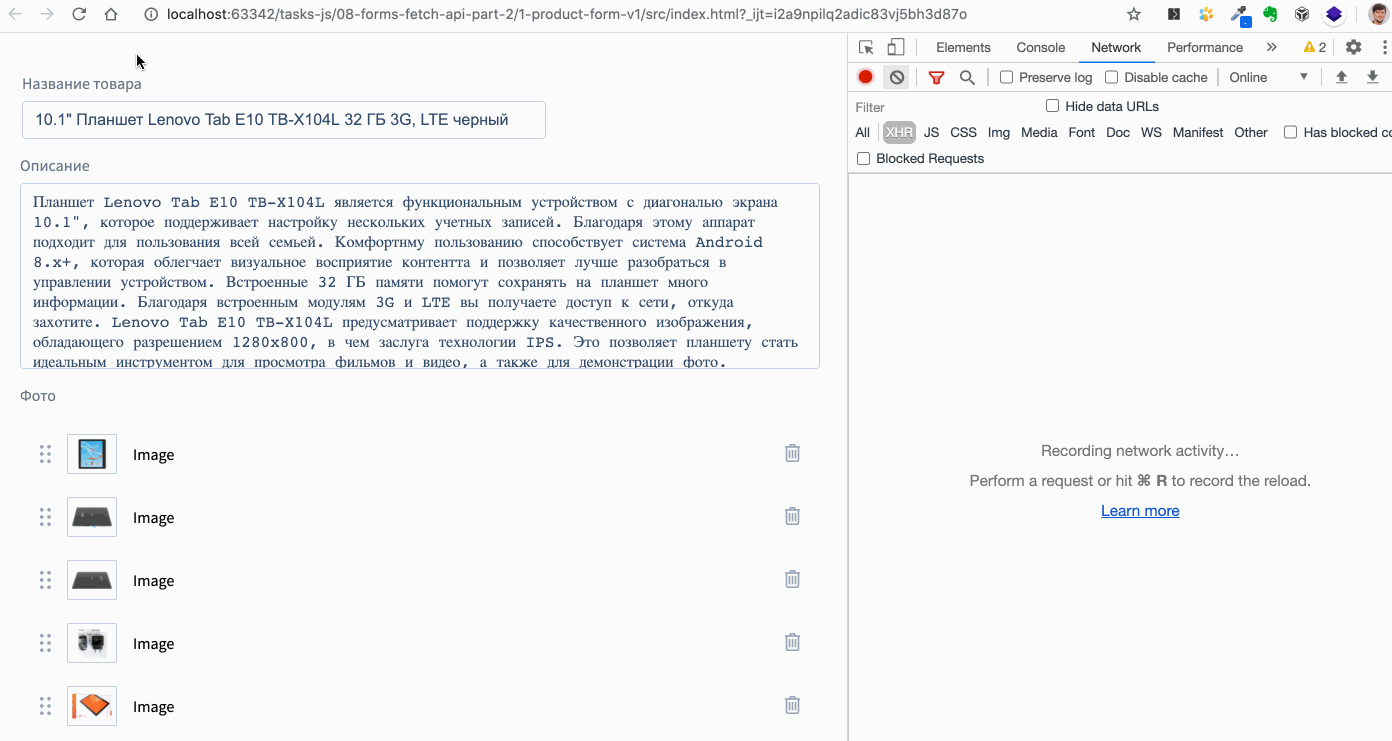 localhost:63342/tasks-js/08-forms-fetch-api-part-2/1-product-form-v1/src/index.html?_ijt=i2a9npilq2adic83vj5bh3d87o
Название товара
10.1" Планшет Lenovo Tab E10 TB-X104L 32 ГБ 3G, LTE черный
Описание
Планшет Lenovo Tab E10 TB-X104L является функциональным устройством с диагональю экрана
10.1", которое поддерживает настройку нескольких учетных записей. Благодаря этому аппарат
подходит для пользования всей семьей. Комфортнму пользованию способствует система Android
8.x+, которая облегчает визуальное восприятие контентта и позволяет лучше разобраться в
управлении устройством. Встроенные 32 ГБ памяти помогут сохранять на планшет много
информации. Благодаря встроенным модулям 3G и LTE вы получаете доступ к сети, откуда
захотите. Lenovo Tab E10 TB-X104L предусматривает поддержку качественного изображения,
обладающего разрешением 1280x800, в чем заслуга технологии IPS. Это позволяет планшету стать
идеальным инструментом для просмотра фильмов и видео, а также для демонстрации фото.
Фото
Image
Image
Image
Image
Image
Elements Console Network Performance » 2
Preserve log Disable cache Online
Filter Hide data URLs
All XHR JS CSS Img Media Font Doc WS Manifest Other Has blocked co
Blocked Requests
Recording network activity…
Perform a request or hit ⌘ R to record the reload.
Learn more